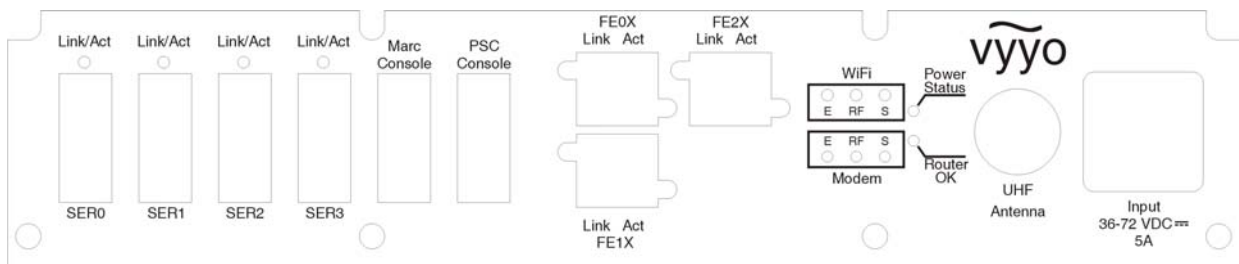 Link/Act
Link/Act
Link/Act
Link/Act
SER0
SER1
SER2
SER3
Marc
Console
PSC
Console
FE0X
Link Act
FE2X
Link Act
Link Act
FE1X
WiFi
E RF S
E RF S
Modem
Power
Status
Router
OK
vyyo
UHF
Antenna
Input
36-72 VDC⎓
5A